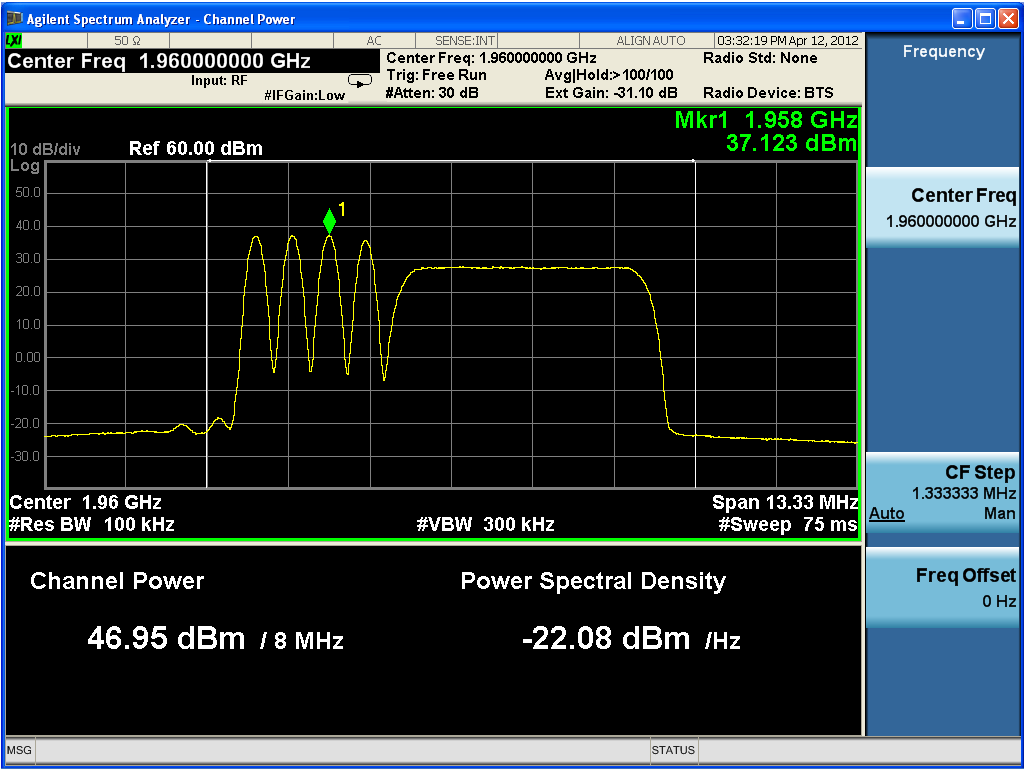 Agilent Spectrum Analyzer - Channel Power
LXI 50 Ω AC SENSE:INT ALIGN AUTO 03:32:19 PM Apr 12, 2012
Center Freq 1.960000000 GHz
Input: RF
#IFGain:Low
Center Freq: 1.960000000 GHz
Trig: Free Run Avg|Hold:>100/100
#Atten: 30 dB Ext Gain: -31.10 dB
Radio Std: None
Radio Device: BTS
Mkr1 1.958 GHz
37.123 dBm
10 dB/div Ref 60.00 dBm
Log
50.0
40.0
30.0
20.0
10.0
0.00
-10.0
-20.0
-30.0
1
Center 1.96 GHz Span 13.33 MHz
#Res BW 100 kHz #VBW 300 kHz #Sweep 75 ms
Channel Power Power Spectral Density
46.95 dBm / 8 MHz -22.08 dBm /Hz
Frequency
Center Freq
1.960000000 GHz
CF Step
1.333333 MHz
Auto Man
Freq Offset
0 Hz
MSG STATUS